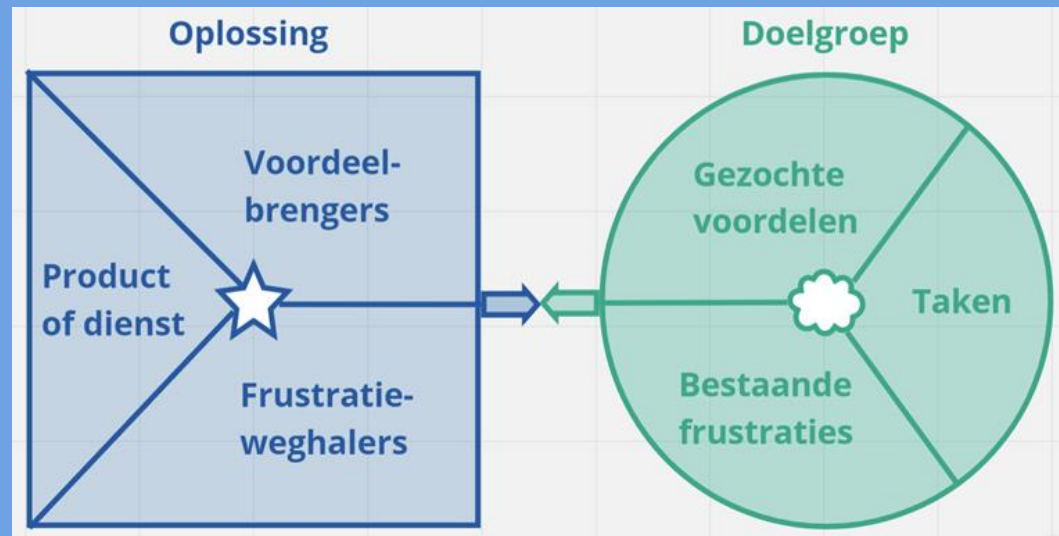 Oplossing
Voordeel-
brengers
Product
of dienst
Frustratie-
weghalers
Doelgroep
Gezochte
voordelen
Taken
Bestaande
frustraties